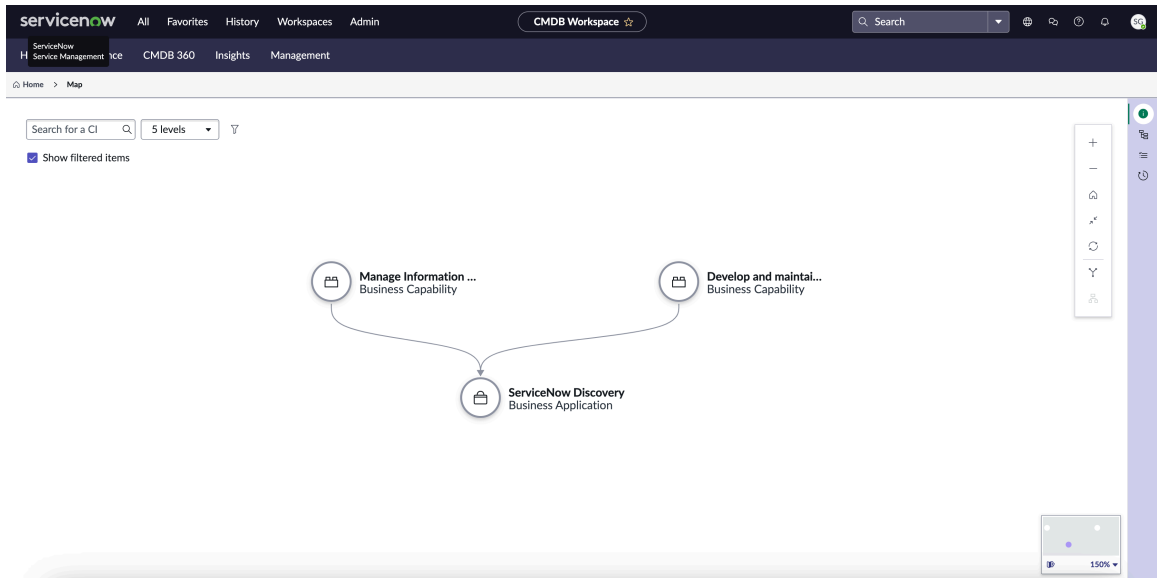 servicenow
All Favorites History Workspaces Admin
CMDB Workspace
Search
SG
ServiceNow
Service Management
H
nce CMDB 360 Insights Management
Home > Map
Search for a CI
5 levels
Show filtered items
Manage Information ...
Business Capability
Develop and maintai...
Business Capability
ServiceNow Discovery
Business Application
150%